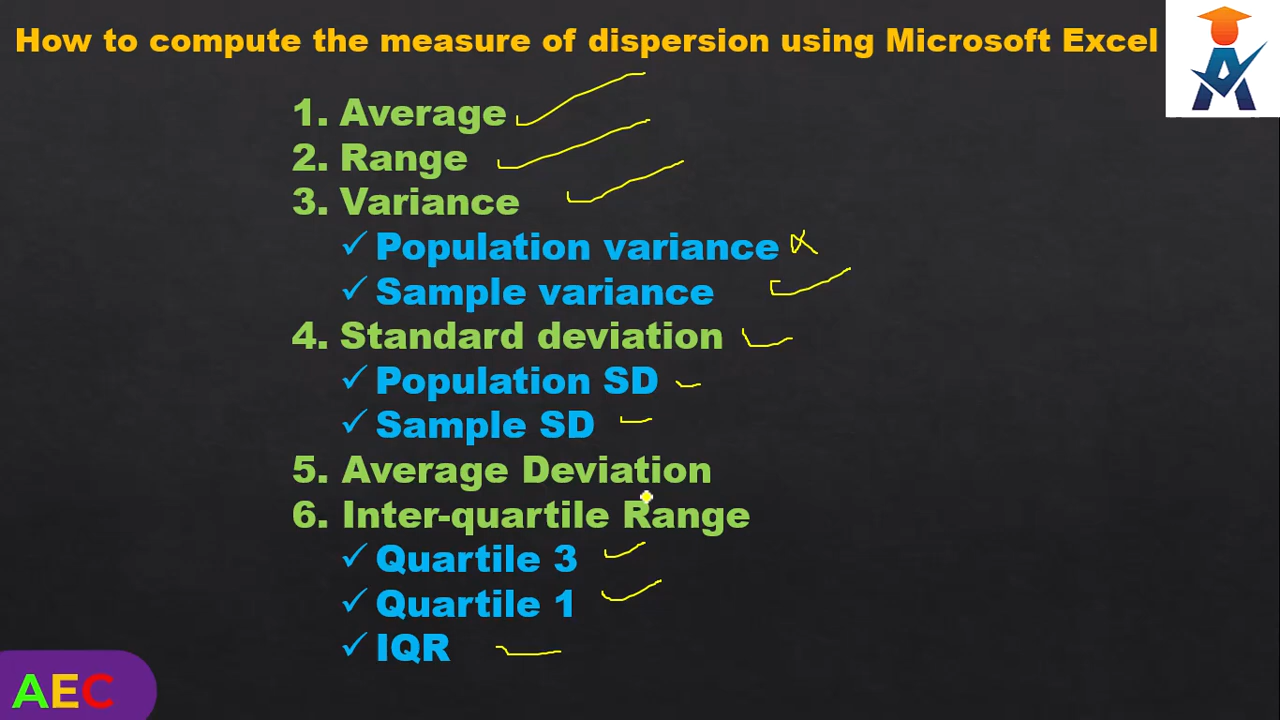 How to compute the measure of dispersion using Microsoft Excel
1. Average
2. Range
3. Variance
✓ Population variance
✓ Sample variance
4. Standard deviation
✓ Population SD
✓ Sample SD
5. Average Deviation
6. Inter-quartile Range
✓ Quartile 3
✓ Quartile 1
✓ IQR
AEC